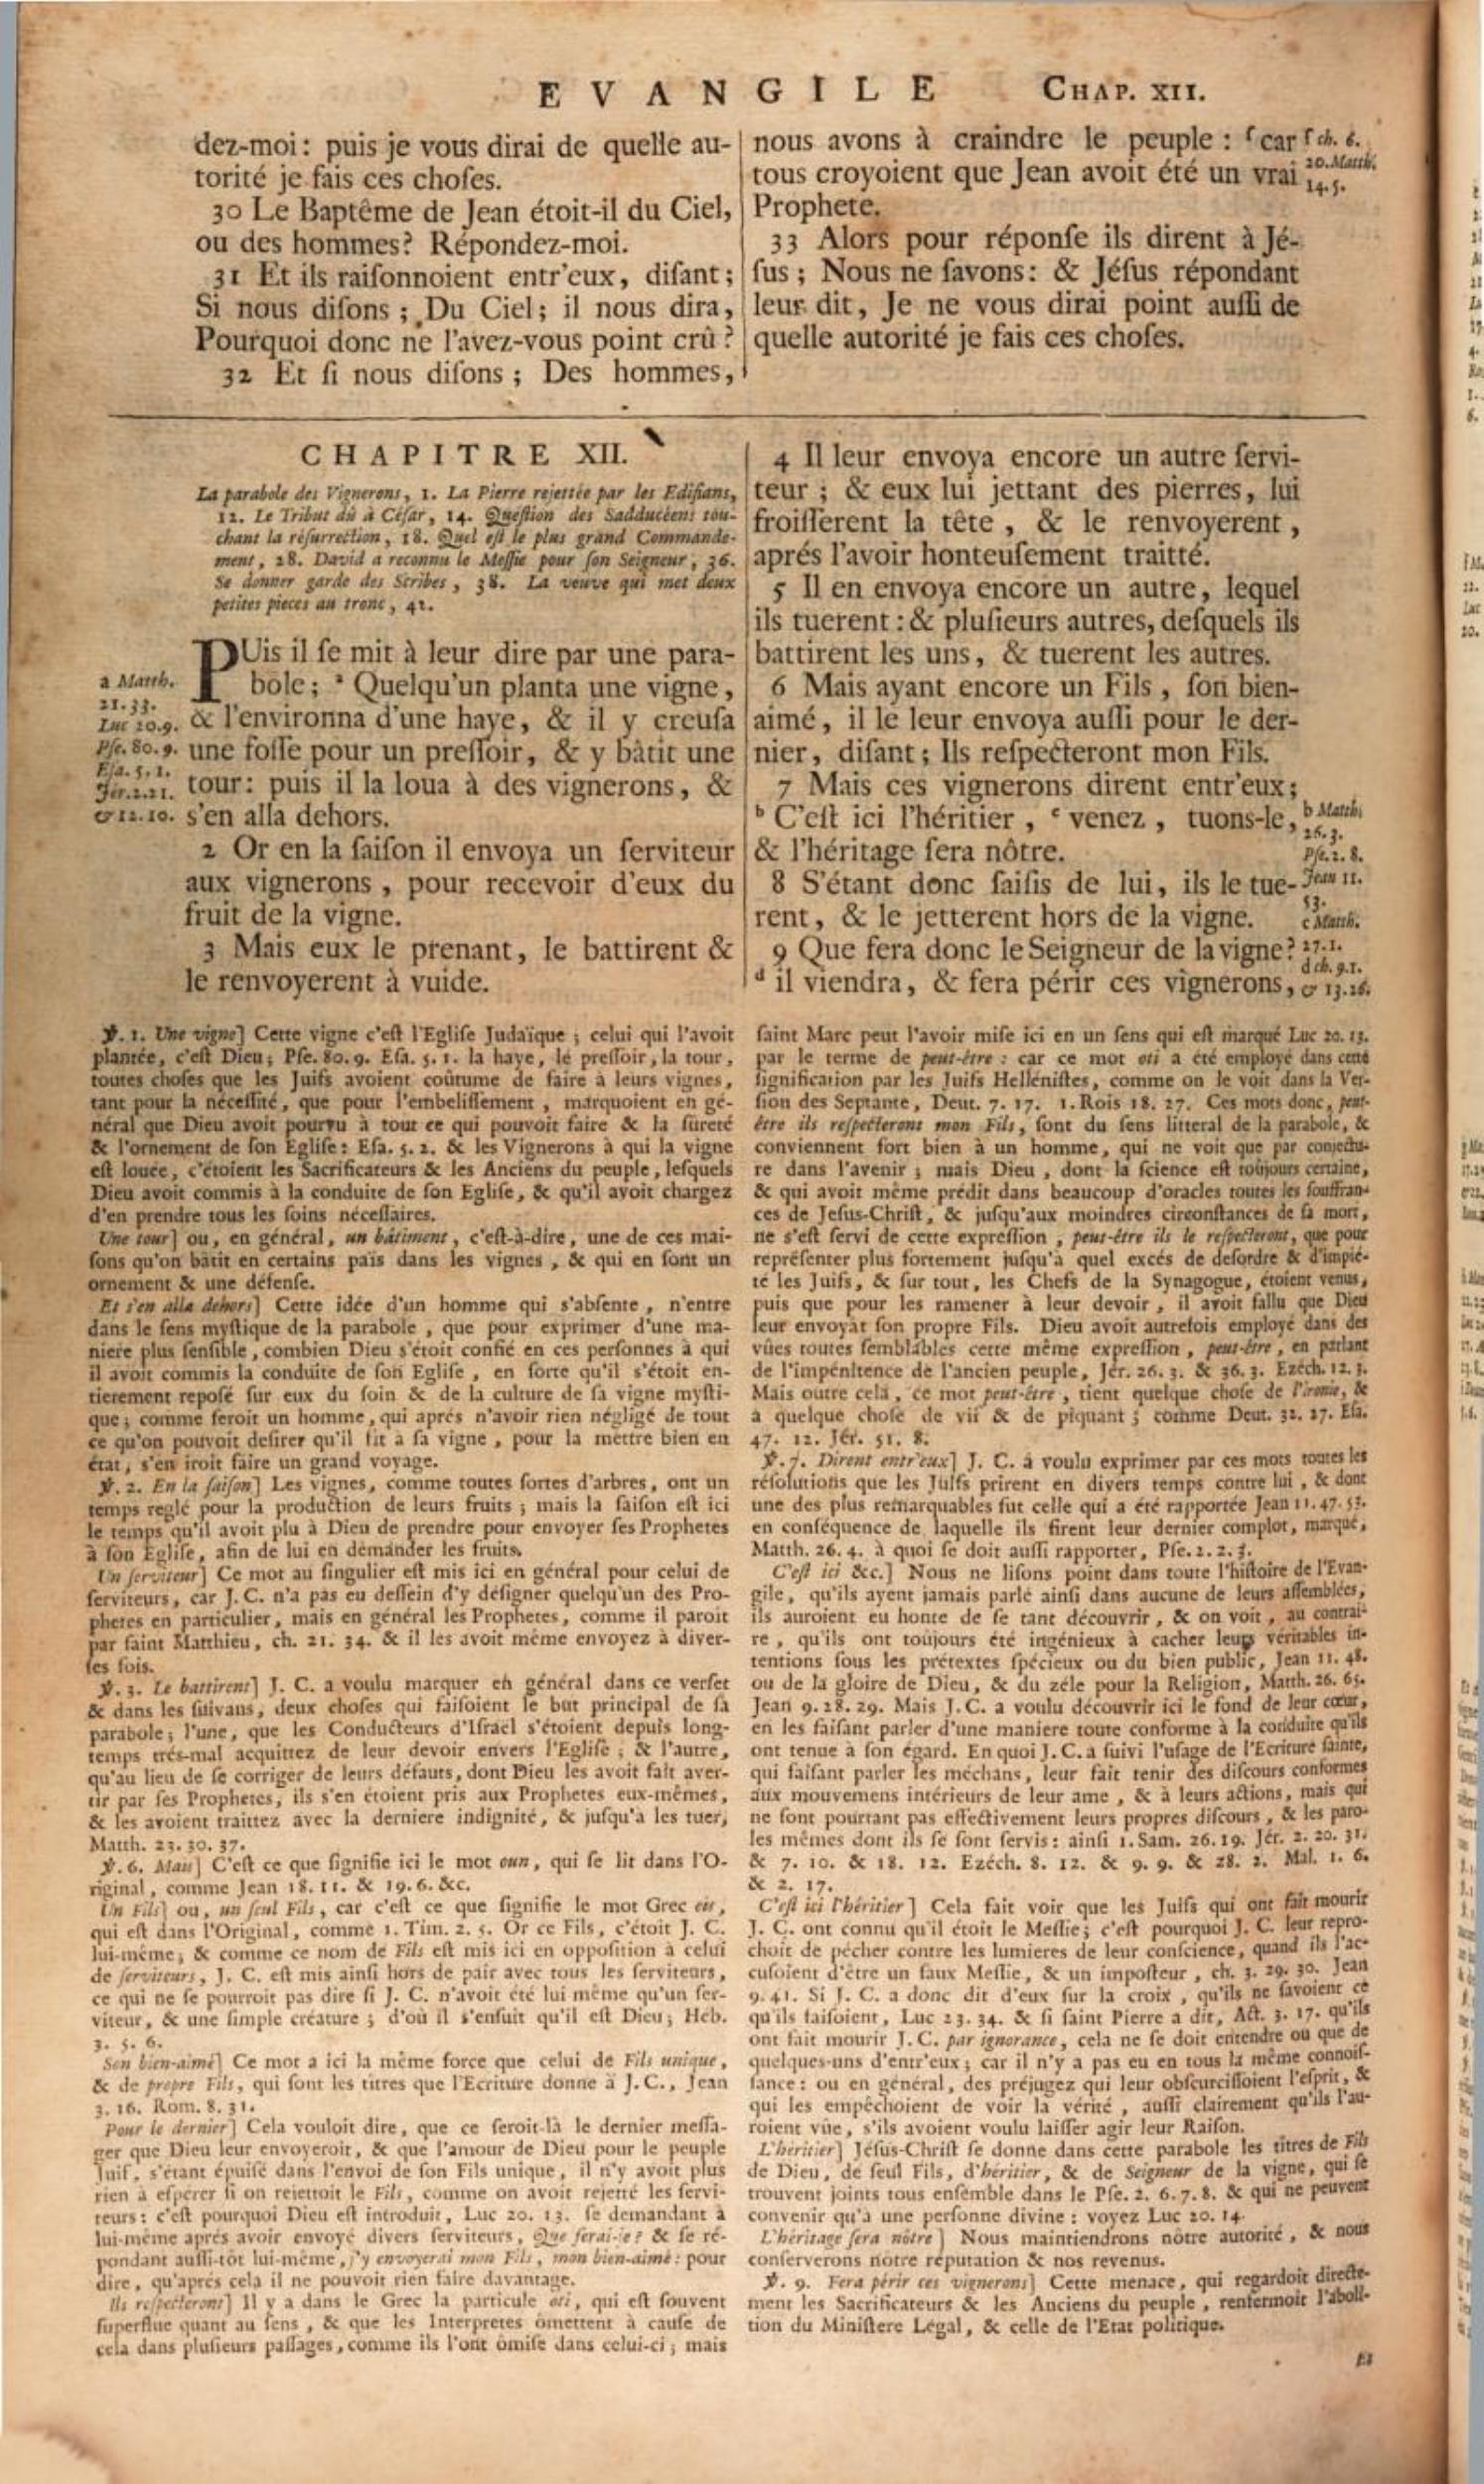 EVANGILE CHAP. XII.
dez-moi: puis je vous dirai de quelle au-
torité je fais ces choſes.
30 Le Baptême de Jean étoit-il du Ciel,
ou des hommes? Répondez-moi.
31 Et ils raiſonnoient entr'eux, diſant;
Si nous diſons; Du Ciel; il nous dira,
Pourquoi donc ne l'avez-vous point crû?
32 Et ſi nous diſons; Des hommes,
nous avons à craindre le peuple: ᶠ car
tous croyoient que Jean avoit été un vrai
Prophete.
33 Alors pour réponſe ils dirent à Jé-
ſus; Nous ne ſavons: & Jéſus répondant
leur dit, Je ne vous dirai point auſſi de
quelle autorité je fais ces choſes.
f ch. 6.
20. Matth.
14. 5.
CHAPITRE XII.
La parabole des Vignerons, 1. La Pierre rejettée par les Edifians,
12. Le Tribut dû à Céſar, 14. Queſtion des Sadducéens tou-
chant la réſurrection, 18. Quel eſt le plus grand Commande-
ment, 28. David a reconnu le Meſſie pour ſon Seigneur, 36.
Se donner garde des Scribes, 38. La veuve qui met deux
petites pieces au tronc, 42.
PUis il ſe mit à leur dire par une para-
bole; ᵃ Quelqu'un planta une vigne,
& l'environna d'une haye, & il y creuſa
une foſſe pour un preſſoir, & y bâtit une
tour: puis il la loua à des vignerons, &
s'en alla dehors.
2 Or en la ſaiſon il envoya un ſerviteur
aux vignerons, pour recevoir d'eux du
fruit de la vigne.
3 Mais eux le prenant, le battirent &
le renvoyerent à vuide.
a Matth.
21. 33.
Luc 20. 9.
Pſe. 80. 9.
Eſa. 5. 1.
Jér. 2. 21.
& 12. 10.
4 Il leur envoya encore un autre ſervi-
teur; & eux lui jettant des pierres, lui
froiſſerent la tête, & le renvoyerent,
aprés l'avoir honteuſement traitté.
5 Il en envoya encore un autre, lequel
ils tuerent: & pluſieurs autres, deſquels ils
battirent les uns, & tuerent les autres.
6 Mais ayant encore un Fils, ſon bien-
aimé, il le leur envoya auſſi pour le der-
nier, diſant; Ils reſpecteront mon Fils.
7 Mais ces vignerons dirent entr'eux;
ᵇ C'eſt ici l'héritier, ᶜ venez, tuons-le,
& l'héritage ſera nôtre.
8 S'étant donc ſaiſis de lui, ils le tue-
rent, & le jetterent hors de la vigne.
9 Que fera donc le Seigneur de la vigne?
ᵈ il viendra, & fera périr ces vignerons,
b Matth.
26. 3.
Pſe. 2. 8.
Jean 11.
53.
c Matth.
27. 1.
d ch. 9. 1.
& 13. 26.
℣. 1. Une vigne] Cette vigne c'eſt l'Egliſe Judaïque; celui qui l'avoit
plantée, c'eſt Dieu; Pſe. 80. 9. Eſa. 5. 1. la haye, le preſſoir, la tour,
toutes choſes que les Juifs avoient coûtume de faire à leurs vignes,
tant pour la néceſſité, que pour l'embeliſſement, marquoient en gé-
néral que Dieu avoit pourvu à tout ce qui pouvoit faire & la ſûreté
& l'ornement de ſon Egliſe: Eſa. 5. 2. & les Vignerons à qui la vigne
eſt louée, c'étoient les Sacrificateurs & les Anciens du peuple, leſquels
Dieu avoit commis à la conduite de ſon Egliſe, & qu'il avoit chargez
d'en prendre tous les ſoins néceſſaires.
Une tour] ou, en général, un bâtiment, c'eſt-à-dire, une de ces mai-
ſons qu'on bâtit en certains païs dans les vignes, & qui en ſont un
ornement & une défenſe.
Et s'en alla dehors] Cette idée d'un homme qui s'abſente, n'entre
dans le ſens myſtique de la parabole, que pour exprimer d'une ma-
niere plus ſenſible, combien Dieu s'étoit confié en ces perſonnes à qui
il avoit commis la conduite de ſon Egliſe, en ſorte qu'il s'étoit en-
tierement repoſé ſur eux du ſoin & de la culture de ſa vigne myſti-
que; comme feroit un homme, qui aprés n'avoir rien négligé de tout
ce qu'on pouvoit deſirer qu'il fit à ſa vigne, pour la mettre bien en
état, s'en iroit faire un grand voyage.
℣. 2. En la ſaiſon] Les vignes, comme toutes ſortes d'arbres, ont un
temps reglé pour la production de leurs fruits; mais la ſaiſon eſt ici
le temps qu'il avoit plu à Dieu de prendre pour envoyer ſes Prophetes
à ſon Egliſe, afin de lui en demander les fruits.
Un ſerviteur] Ce mot au ſingulier eſt mis ici en général pour celui de
ſerviteurs, car J. C. n'a pas eu deſſein d'y déſigner quelqu'un des Pro-
phetes en particulier, mais en général les Prophetes, comme il paroit
par ſaint Matthieu, ch. 21. 34. & il les avoit même envoyez à diver-
ſes fois.
℣. 3. Le battirent] J. C. a voulu marquer en général dans ce verſet
& dans les ſuivans, deux choſes qui faiſoient le but principal de ſa
parabole; l'une, que les Conducteurs d'Iſraël s'étoient depuis long-
temps trés-mal acquittez de leur devoir envers l'Egliſe; & l'autre,
qu'au lieu de ſe corriger de leurs défauts, dont Dieu les avoit fait aver-
tir par ſes Prophetes, ils s'en étoient pris aux Prophetes eux-mêmes,
& les avoient traittez avec la derniere indignité, & juſqu'à les tuer,
Matth. 23. 30. 37.
℣. 6. Mais] C'eſt ce que ſignifie ici le mot oun, qui ſe lit dans l'O-
riginal, comme Jean 18. 11. & 19. 6. &c.
Un Fils] ou, un ſeul Fils, car c'eſt ce que ſignifie le mot Grec eis,
qui eſt dans l'Original, comme 1. Tim. 2. 5. Or ce Fils, c'étoit J. C.
lui-même; & comme ce nom de Fils eſt mis ici en oppoſition à celui
de ſerviteurs, J. C. eſt mis ainſi hors de pair avec tous les ſerviteurs,
ce qui ne ſe pourroit pas dire ſi J. C. n'avoit été lui même qu'un ſer-
viteur, & une ſimple créature; d'où il s'enſuit qu'il eſt Dieu; Héb.
3. 5. 6.
Son bien-aimé] Ce mot a ici la même force que celui de Fils unique,
& de propre Fils, qui ſont les titres que l'Ecriture donne à J. C., Jean
3. 16. Rom. 8. 31.
Pour le dernier] Cela vouloit dire, que ce ſeroit-là le dernier meſſa-
ger que Dieu leur envoyeroit, & que l'amour de Dieu pour le peuple
Juif, s'étant épuiſé dans l'envoi de ſon Fils unique, il n'y avoit plus
rien à eſpérer ſi on rejettoit le Fils, comme on avoit rejetté les ſervi-
teurs: c'eſt pourquoi Dieu eſt introduit, Luc 20. 13. ſe demandant à
lui-même aprés avoir envoyé divers ſerviteurs, Que ferai-je? & ſe ré-
pondant auſſi-tôt lui-même, j'y envoyerai mon Fils, mon bien-aimé: pour
dire, qu'aprés cela il ne pouvoit rien faire davantage.
Ils reſpecteront] Il y a dans le Grec la particule oti, qui eſt ſouvent
ſuperflue quant au ſens, & que les Interpretes omettent à cauſe de
cela dans pluſieurs paſſages, comme ils l'ont omiſe dans celui-ci; mais
ſaint Marc peut l'avoir miſe ici en un ſens qui eſt marqué Luc 20. 13.
par le terme de peut-être: car ce mot oti a été employé dans cette
ſignification par les Juifs Helléniſtes, comme on le voit dans la Ver-
ſion des Septante, Deut. 7. 17. 1. Rois 18. 27. Ces mots donc, peut-
être ils reſpecteront mon Fils, ſont du ſens litteral de la parabole, &
conviennent fort bien à un homme, qui ne voit que par conjectu-
re dans l'avenir; mais Dieu, dont la ſcience eſt toûjours certaine,
& qui avoit même prédit dans beaucoup d'oracles toutes les ſouffran-
ces de Jeſus-Chriſt, & juſqu'aux moindres circonſtances de ſa mort,
ne s'eſt ſervi de cette expreſſion, peut-être ils le reſpecteront, que pour
repréſenter plus fortement juſqu'à quel excés de deſordre & d'impié-
té les Juifs, & ſur tout, les Chefs de la Synagogue, étoient venus,
puis que pour les ramener à leur devoir, il avoit fallu que Dieu
leur envoyât ſon propre Fils. Dieu avoit autrefois employé dans des
vûes toutes ſemblables cette même expreſſion, peut-être, en parlant
de l'impénitence de l'ancien peuple, Jér. 26. 3. & 36. 3. Ezéch. 12. 3.
Mais outre cela, ce mot peut-être, tient quelque choſe de l'ironie, &
a quelque choſe de vif & de piquant; comme Deut. 32. 37. Eſa.
47. 12. Jér. 51. 8.
℣. 7. Dirent entr'eux] J. C. a voulu exprimer par ces mots toutes les
réſolutions que les Juifs prirent en divers temps contre lui, & dont
une des plus remarquables fut celle qui a été rapportée Jean 11. 47. 53.
en conſéquence de laquelle ils firent leur dernier complot, marqué,
Matth. 26. 4. à quoi ſe doit auſſi rapporter, Pſe. 2. 2. 3.
C'eſt ici &c.] Nous ne liſons point dans toute l'hiſtoire de l'Evan-
gile, qu'ils ayent jamais parlé ainſi dans aucune de leurs aſſemblées,
ils auroient eu honte de ſe tant découvrir, & on voit, au contrai-
re, qu'ils ont toûjours été ingénieux à cacher leurs véritables in-
tentions ſous les prétextes ſpécieux ou du bien public, Jean 11. 48.
ou de la gloire de Dieu, & du zéle pour la Religion, Matth. 26. 65.
Jean 9. 28. 29. Mais J. C. a voulu découvrir ici le fond de leur cœur,
en les faiſant parler d'une maniere toute conforme à la conduite qu'ils
ont tenue à ſon égard. En quoi J. C. a ſuivi l'uſage de l'Ecriture ſainte,
qui faiſant parler les méchans, leur fait tenir des diſcours conformes
aux mouvemens intérieurs de leur ame, & à leurs actions, mais qui
ne ſont pourtant pas effectivement leurs propres diſcours, & les paro-
les mêmes dont ils ſe ſont ſervis: ainſi 1. Sam. 26. 19. Jér. 2. 20. 31.
& 7. 10. & 18. 12. Ezéch. 8. 12. & 9. 9. & 28. 2. Mal. 1. 6.
& 2. 17.
C'eſt ici l'héritier] Cela fait voir que les Juifs qui ont fait mourir
J. C. ont connu qu'il étoit le Meſſie; c'eſt pourquoi J. C. leur repro-
choit de pécher contre les lumieres de leur conſcience, quand ils l'ac-
cuſoient d'être un faux Meſſie, & un impoſteur, ch. 3. 29. 30. Jean
9. 41. Si J. C. a donc dit d'eux ſur la croix, qu'ils ne ſavoient ce
qu'ils faiſoient, Luc 23. 34. & ſi ſaint Pierre a dit, Act. 3. 17. qu'ils
ont fait mourir J. C. par ignorance, cela ne ſe doit entendre ou que de
quelques-uns d'entr'eux; car il n'y a pas eu en tous la même connoiſ-
ſance: ou en général, des préjugez qui leur obſcurciſſoient l'eſprit, &
qui les empêchoient de voir la vérité, auſſi clairement qu'ils l'au-
roient vûe, s'ils avoient voulu laiſſer agir leur Raiſon.
L'héritier] Jéſus-Chriſt ſe donne dans cette parabole les titres de Fils
de Dieu, de ſeul Fils, d'héritier, & de Seigneur de la vigne, qui ſe
trouvent joints tous enſemble dans le Pſe. 2. 6. 7. 8. & qui ne peuvent
convenir qu'à une perſonne divine: voyez Luc 20. 14.
L'héritage ſera nôtre] Nous maintiendrons nôtre autorité, & nous
conſerverons nôtre réputation & nos revenus.
℣. 9. Fera périr ces vignerons] Cette menace, qui regardoit directe-
ment les Sacrificateurs & les Anciens du peuple, renfermoit l'aboli-
tion du Miniſtere Légal, & celle de l'Etat politique.